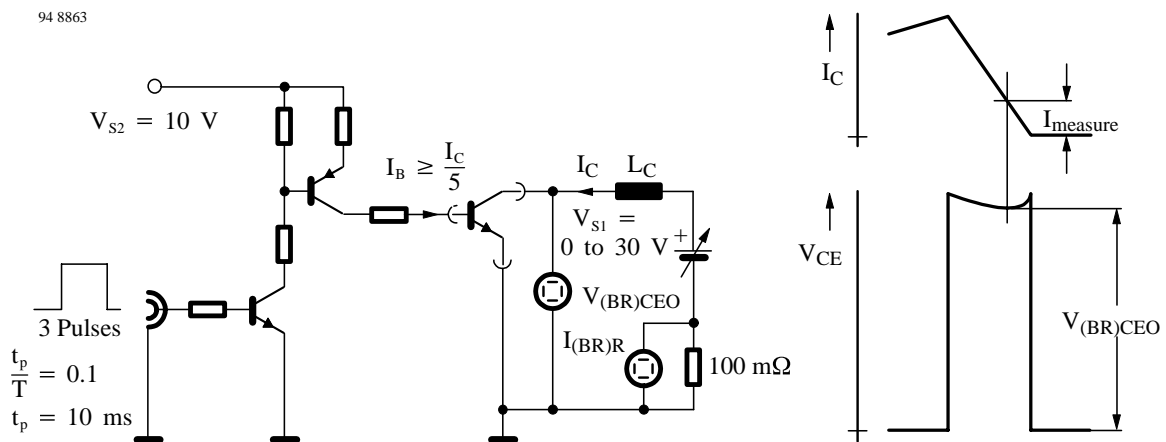 94 8863
V_S2 = 10 V
I_B ≥ I_C/5
I_C
L_C
V_S1 =
0 to 30 V
+
V_(BR)CEO
I_(BR)R
100 mΩ
3 Pulses
t_p/T = 0.1
t_p = 10 ms
I_C
I_measure
V_CE
V_(BR)CEO